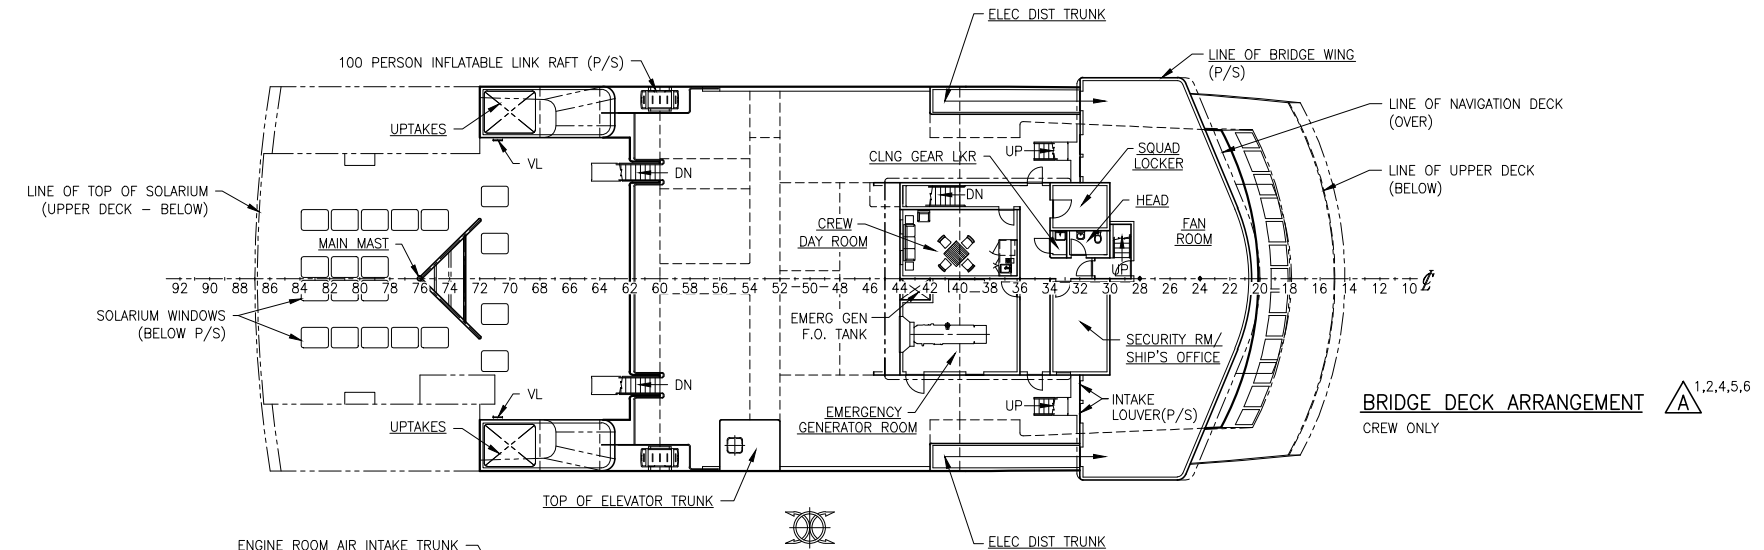 ELEC DIST TRUNK
100 PERSON INFLATABLE LINK RAFT (P/S)
LINE OF BRIDGE WING
(P/S)
LINE OF NAVIGATION DECK
(OVER)
UPTAKES
VL
DN
CLNG GEAR LKR
UP
SQUAD
LOCKER
LINE OF UPPER DECK
(BELOW)
LINE OF TOP OF SOLARIUM
(UPPER DECK – BELOW)
DN
HEAD
MAIN MAST
CREW
DAY ROOM
FAN
ROOM
UP
92 90 88 86 84 82 80 78 76 74 72 70 68 66 64 62 60 58 56 54 52 50 48 46 44 42 40 38 36 34 32 30 28 26 24 22 20 18 16 14 12 10 ℄
SOLARIUM WINDOWS
(BELOW P/S)
EMERG GEN
F.O. TANK
SECURITY RM/
SHIP'S OFFICE
DN
VL
UP
INTAKE
LOUVER(P/S)
BRIDGE DECK ARRANGEMENT A 1,2,4,5,6
CREW ONLY
UPTAKES
EMERGENCY
GENERATOR ROOM
TOP OF ELEVATOR TRUNK
ENGINE ROOM AIR INTAKE TRUNK
ELEC DIST TRUNK